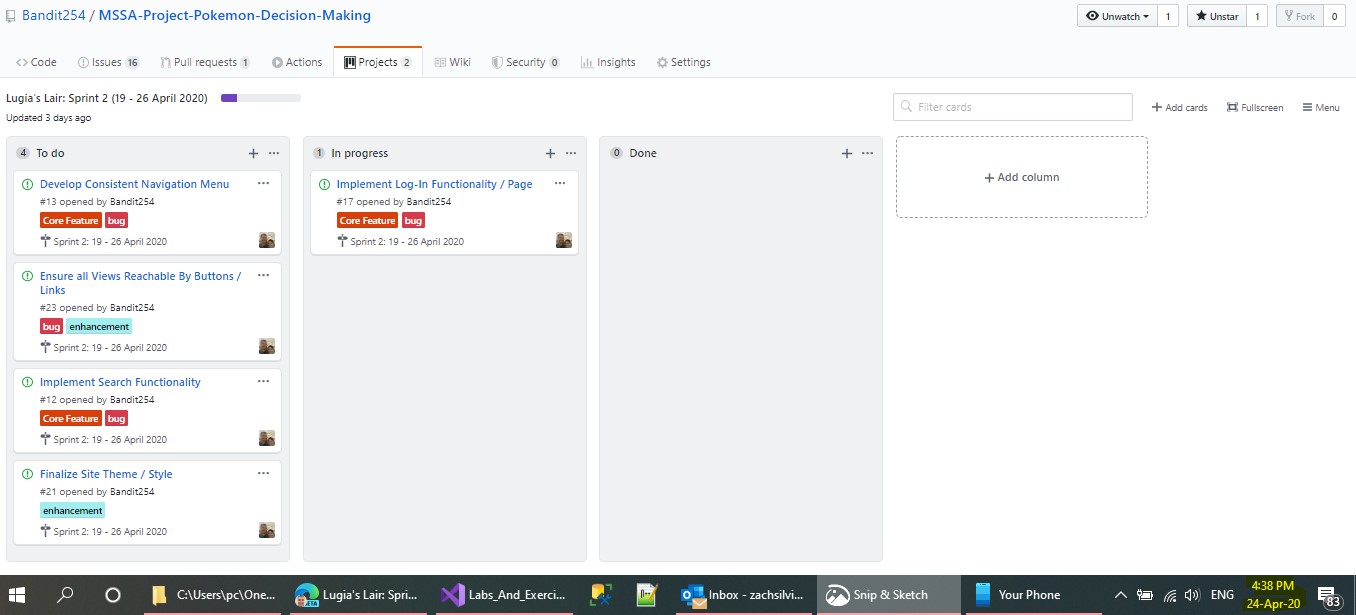 Bandit254 / MSSA-Project-Pokemon-Decision-Making
Unwatch 1 Unstar 1 Fork 0
Code Issues 16 Pull requests 1 Actions Projects 2 Wiki Security 0 Insights Settings
Lugia's Lair: Sprint 2 (19 - 26 April 2020)
Updated 3 days ago
Filter cards
Add cards Fullscreen Menu
4 To do
Develop Consistent Navigation Menu
#13 opened by Bandit254
Core Feature bug
Sprint 2: 19 - 26 April 2020
Ensure all Views Reachable By Buttons /
Links
#23 opened by Bandit254
bug enhancement
Sprint 2: 19 - 26 April 2020
Implement Search Functionality
#12 opened by Bandit254
Core Feature bug
Sprint 2: 19 - 26 April 2020
Finalize Site Theme / Style
#21 opened by Bandit254
enhancement
Sprint 2: 19 - 26 April 2020
1 In progress
Implement Log-In Functionality / Page
#17 opened by Bandit254
Core Feature bug
Sprint 2: 19 - 26 April 2020
0 Done
+ Add column
C:\Users\pc\One... Lugia's Lair: Spri... Labs_And_Exerci... Inbox - zachsilvi... Snip & Sketch Your Phone ENG
BETA
4:38 PM
24-Apr-20
83